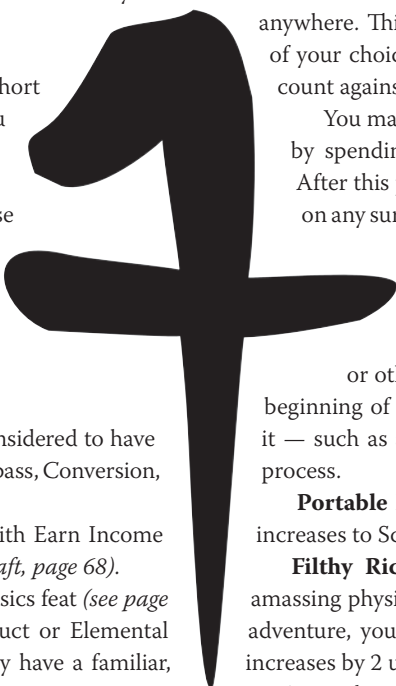 hort
u
se
nsidered to have
pass, Conversion,
ith Earn Income
aft, page 68).
sics feat (see page
uct or Elemental
y have a familiar,
anywhere. Thi
of your choic
count agains
You ma
by spendin
After this
on any sur
or oth
beginning of
it — such as
process.
Portable
increases to Sc
Filthy Ric
amassing physi
adventure, you
increases by 2 u